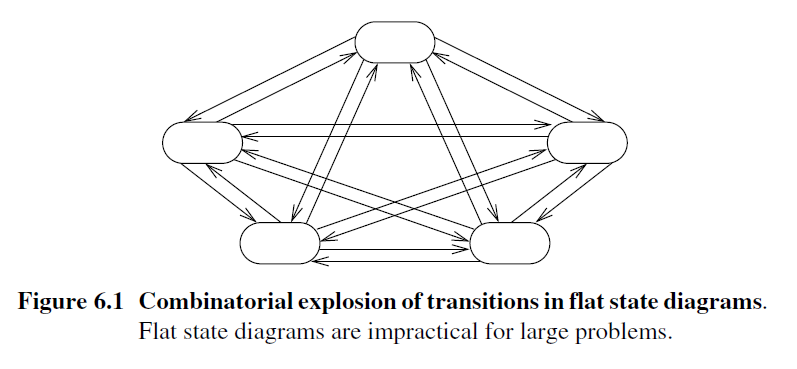 Figure 6.1 Combinatorial explosion of transitions in flat state diagrams.
Flat state diagrams are impractical for large problems.